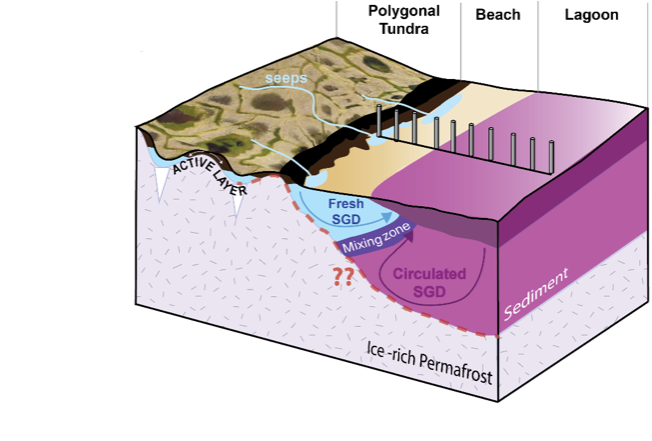 Polygonal
Tundra
Beach
Lagoon
seeps
ACTIVE LAYER
Fresh
SGD
Mixing zone
??
Circulated
SGD
Sediment
Ice -rich Permafrost